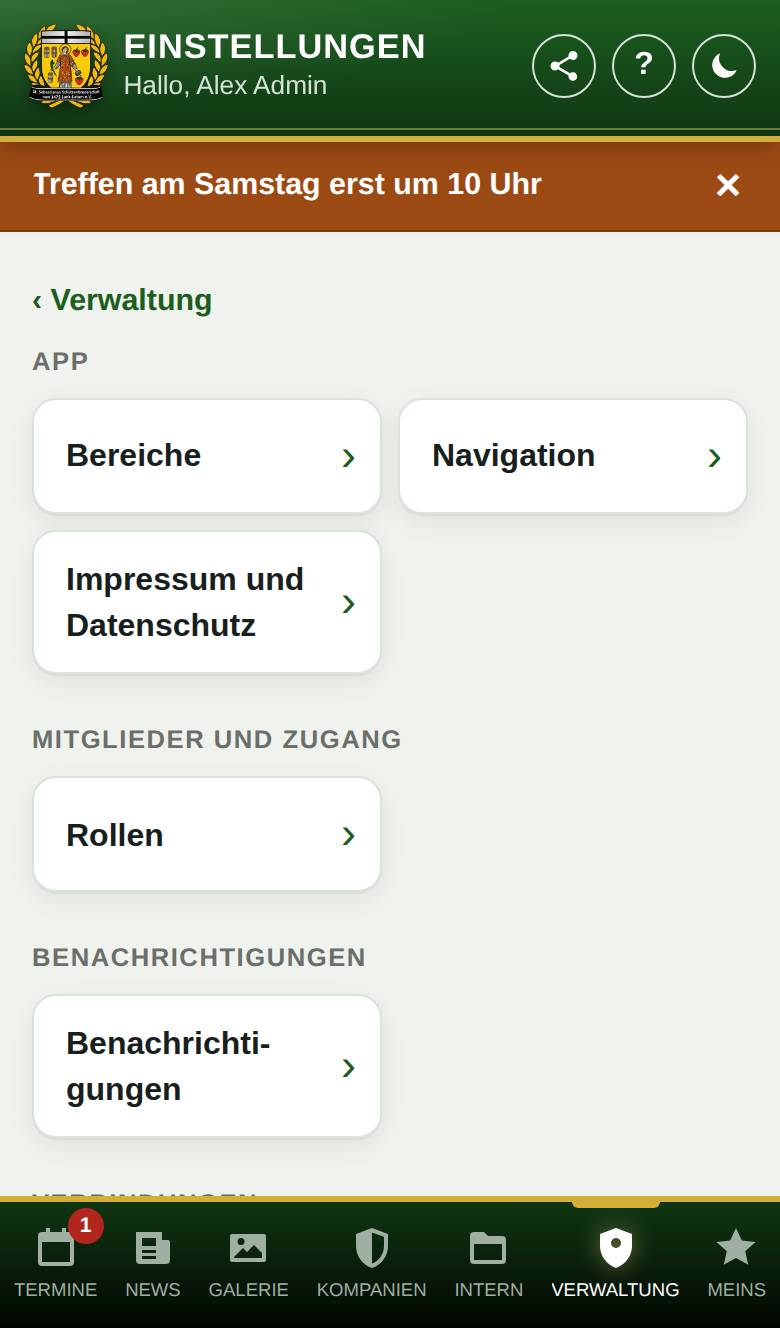 EINSTELLUNGEN
Hallo, Alex Admin
?
Treffen am Samstag erst um 10 Uhr
×
‹ Verwaltung
APP
Bereiche ›
Navigation ›
Impressum und
Datenschutz ›
MITGLIEDER UND ZUGANG
Rollen ›
BENACHRICHTIGUNGEN
Benachrichti-
gungen ›
1
TERMINE
NEWS
GALERIE
KOMPANIEN
INTERN
VERWALTUNG
MEINS